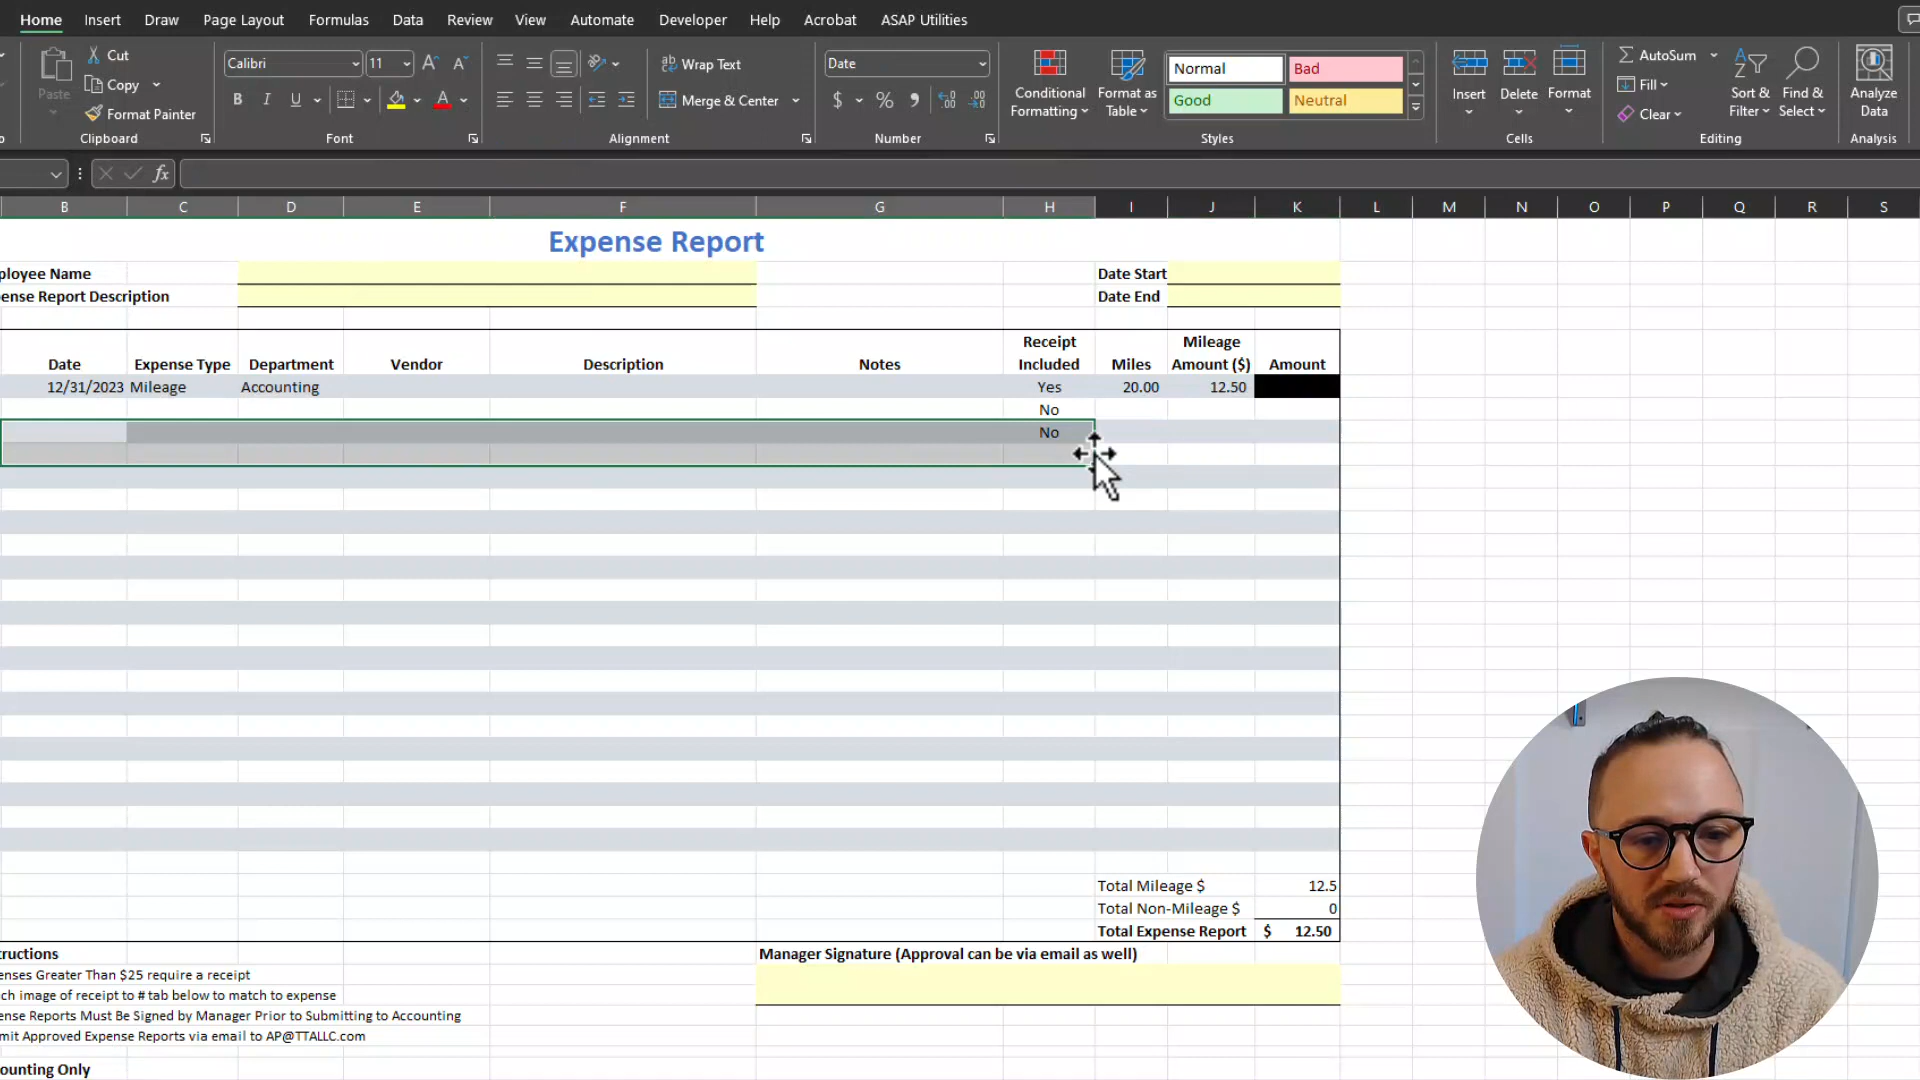 Home Insert Draw Page Layout Formulas Data Review View Automate Developer Help Acrobat ASAP Utilities
Paste
Cut
Copy
Format Painter
Clipboard
Calibri 11
B I U
Font
Wrap Text
Merge & Center
Alignment
Date
$ % ,
Number
Conditional Formatting
Format as Table
Normal Bad
Good Neutral
Styles
Insert Delete Format
Cells
AutoSum
Fill
Clear
Sort & Filter
Find & Select
Editing
Analyze Data
Analysis
fx
B C D E F G H I J K L M N O P Q R S
Expense Report
ployee Name Date Start
ense Report Description Date End
Receipt Mileage
Date Expense Type Department Vendor Description Notes Included Miles Amount ($) Amount
12/31/2023 Mileage Accounting Yes 20.00 12.50
No
No
Total Mileage $ 12.5
Total Non-Mileage $ 0
Total Expense Report $ 12.50
tructions Manager Signature (Approval can be via email as well)
enses Greater Than $25 require a receipt
ch image of receipt to # tab below to match to expense
ense Reports Must Be Signed by Manager Prior to Submitting to Accounting
mit Approved Expense Reports via email to AP@TTALLC.com
ounting Only